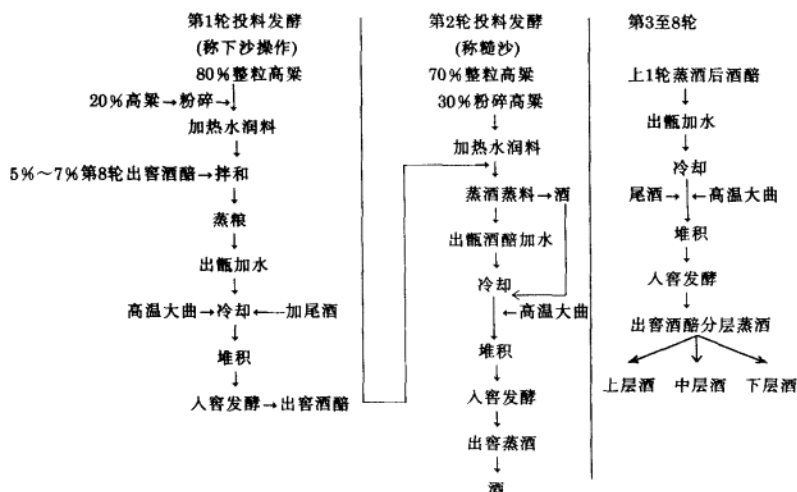 第1轮投料发酵
(称下沙操作)
80%整粒高粱
20%高粱→粉碎→
加热水润料
5%～7%第8轮出窖酒醅→拌和
蒸粮
出甑加水
高温大曲→冷却←加尾酒
堆积
入窖发酵→出窖酒醅
第2轮投料发酵
(称糙沙)
70%整粒高粱
30%粉碎高粱
加热水润料
蒸酒蒸料→酒
出甑酒醅加水
冷却
←高温大曲
堆积
入窖发酵
出窖蒸酒
酒
第3至8轮
上1轮蒸酒后酒醅
出甑加水
冷却
尾酒→←高温大曲
堆积
入窖发酵
出窖酒醅分层蒸酒
上层酒 中层酒 下层酒